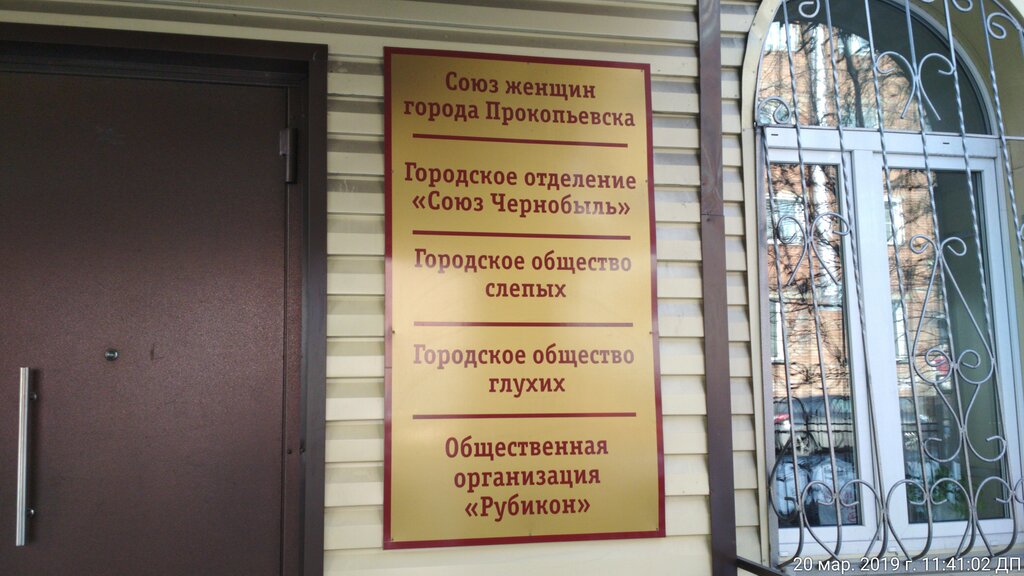 Союз женщин
города Прокопьевска
Городское отделение
«Союз Чернобыль»
Городское общество
слепых
Городское общество
глухих
Общественная
организация
«Рубикон»
20 мар. 2019 г. 11:41:02 ДП